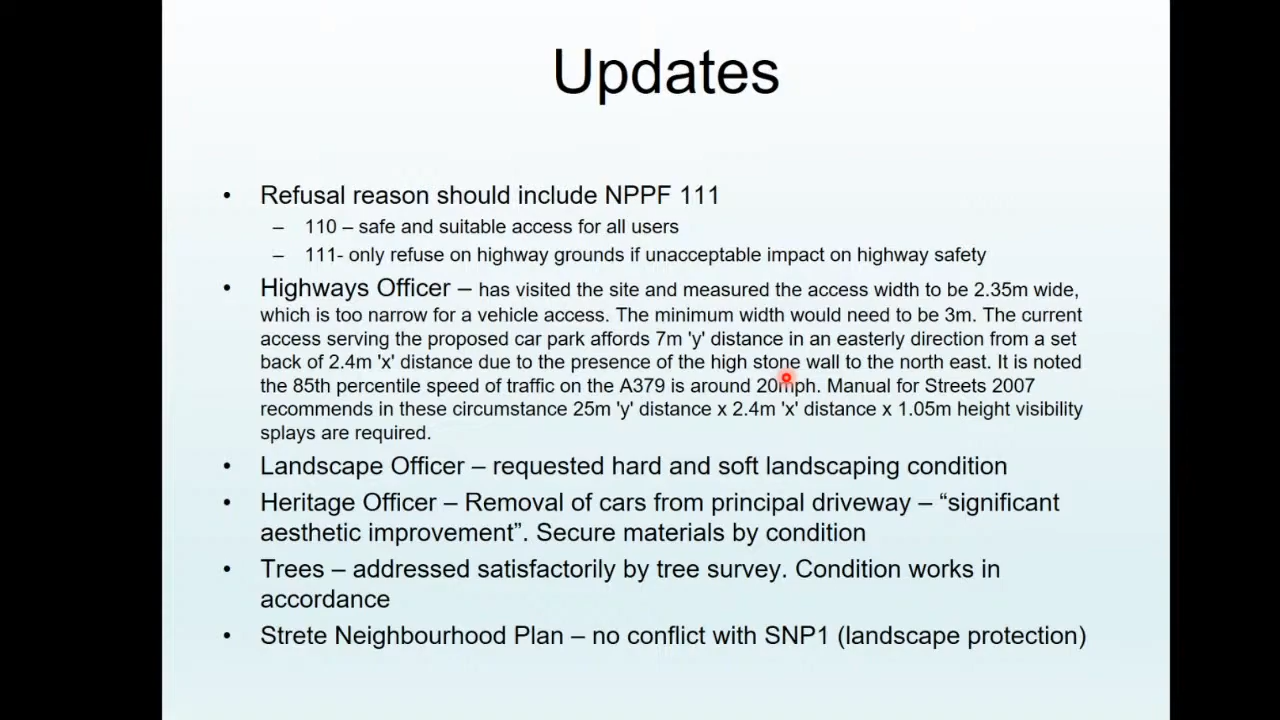 Updates
• Refusal reason should include NPPF 111
– 110 – safe and suitable access for all users
– 111- only refuse on highway grounds if unacceptable impact on highway safety
• Highways Officer – has visited the site and measured the access width to be 2.35m wide,
which is too narrow for a vehicle access. The minimum width would need to be 3m. The current
access serving the proposed car park affords 7m 'y' distance in an easterly direction from a set
back of 2.4m 'x' distance due to the presence of the high stone wall to the north east. It is noted
the 85th percentile speed of traffic on the A379 is around 20mph. Manual for Streets 2007
recommends in these circumstance 25m 'y' distance x 2.4m 'x' distance x 1.05m height visibility
splays are required.
• Landscape Officer – requested hard and soft landscaping condition
• Heritage Officer – Removal of cars from principal driveway – “significant
aesthetic improvement”. Secure materials by condition
• Trees – addressed satisfactorily by tree survey. Condition works in
accordance
• Strete Neighbourhood Plan – no conflict with SNP1 (landscape protection)